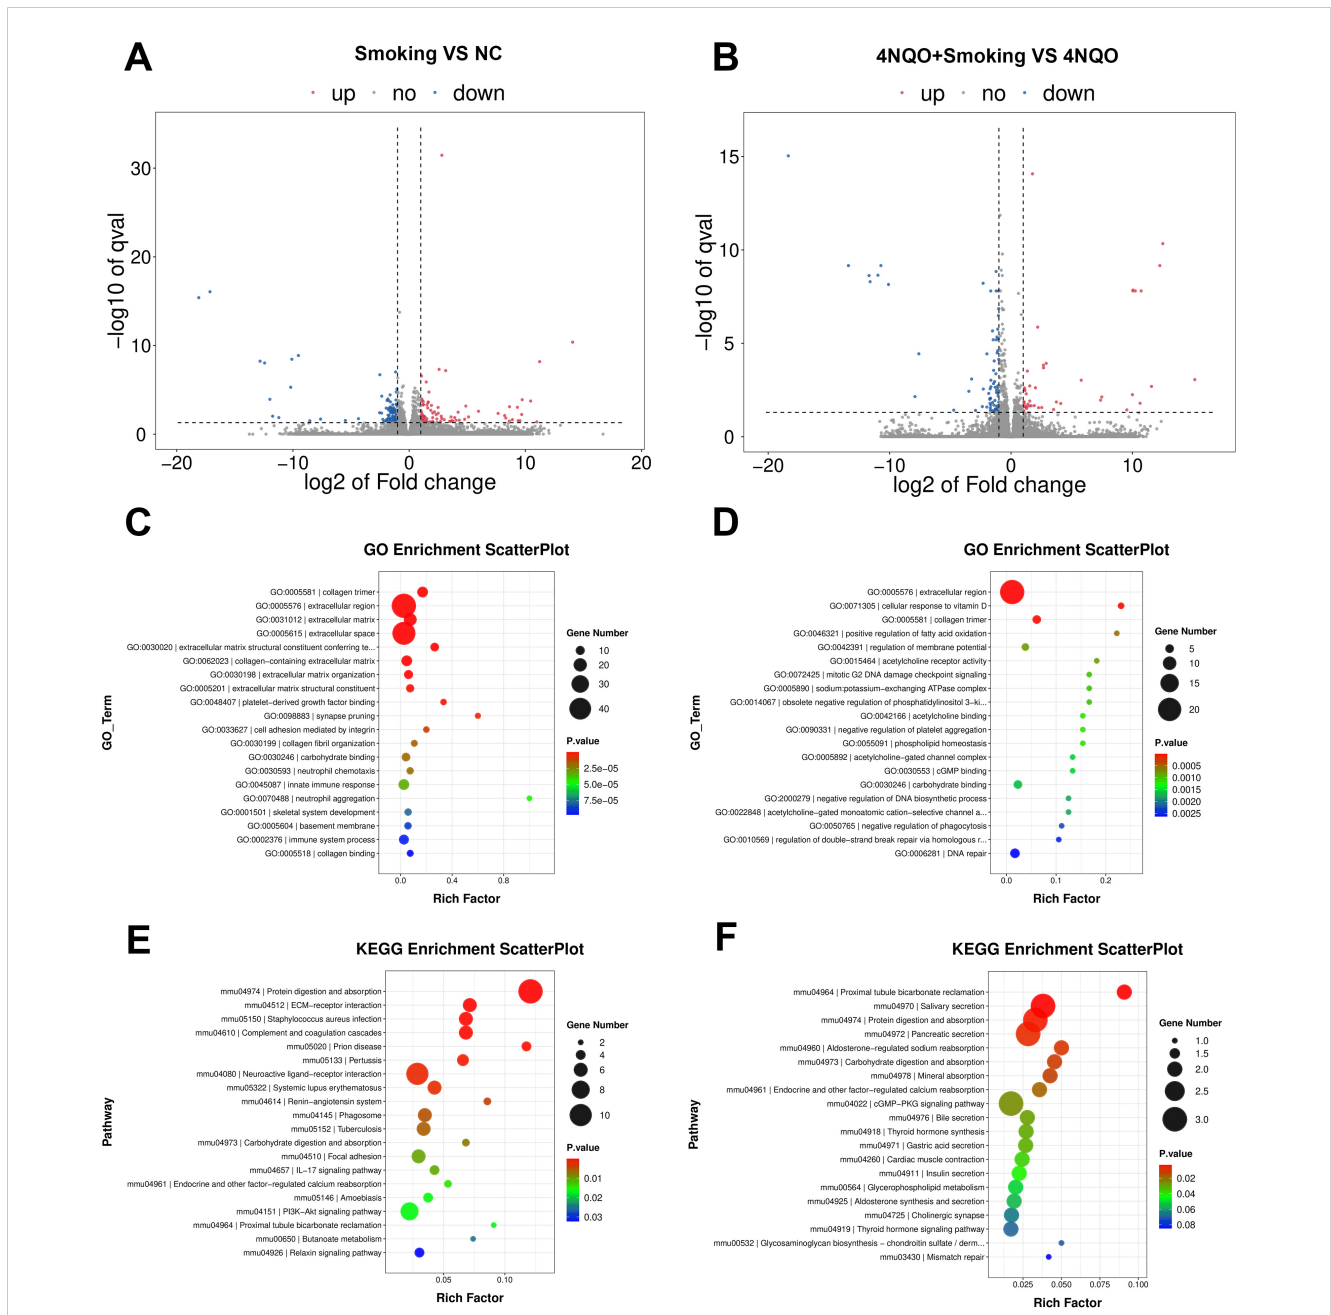 A
Smoking VS NC
up no down
−log10 of qval
30
20
10
0
−20 −10 0 10 20
log2 of Fold change
B
4NQO+Smoking VS 4NQO
up no down
−log10 of qval
15
10
5
0
−20 −10 0 10
log2 of Fold change
C
GO Enrichment ScatterPlot
GO_Term
GO:0005581 | collagen trimer
GO:0005576 | extracellular region
GO:0031012 | extracellular matrix
GO:0005615 | extracellular space
GO:0030020 | extracellular matrix structural constituent conferring te...
GO:0062023 | collagen−containing extracellular matrix
GO:0030198 | extracellular matrix organization
GO:0005201 | extracellular matrix structural constituent
GO:0048407 | platelet−derived growth factor binding
GO:0098883 | synapse pruning
GO:0033627 | cell adhesion mediated by integrin
GO:0030199 | collagen fibril organization
GO:0030246 | carbohydrate binding
GO:0030593 | neutrophil chemotaxis
GO:0045087 | innate immune response
GO:0070488 | neutrophil aggregation
GO:0001501 | skeletal system development
GO:0005604 | basement membrane
GO:0002376 | immune system process
GO:0005518 | collagen binding
0.0 0.4 0.8
Rich Factor
Gene Number
10
20
30
40
P.value
2.5e−05
5.0e−05
7.5e−05
D
GO Enrichment ScatterPlot
GO_Term
GO:0005576 | extracellular region
GO:0071305 | cellular response to vitamin D
GO:0005581 | collagen trimer
GO:0046321 | positive regulation of fatty acid oxidation
GO:0042391 | regulation of membrane potential
GO:0015464 | acetylcholine receptor activity
GO:0072425 | mitotic G2 DNA damage checkpoint signaling
GO:0005890 | sodium:potassium−exchanging ATPase complex
GO:0014067 | obsolete negative regulation of phosphatidylinositol 3−ki...
GO:0042166 | acetylcholine binding
GO:0090331 | negative regulation of platelet aggregation
GO:0055091 | phospholipid homeostasis
GO:0005892 | acetylcholine−gated channel complex
GO:0030553 | cGMP binding
GO:0030246 | carbohydrate binding
GO:2000279 | negative regulation of DNA biosynthetic process
GO:0022848 | acetylcholine−gated monoatomic cation−selective channel a...
GO:0050765 | negative regulation of phagocytosis
GO:0010569 | regulation of double−strand break repair via homologous r...
GO:0006281 | DNA repair
0.0 0.1 0.2
Rich Factor
Gene Number
5
10
15
20
P.value
0.0005
0.0010
0.0015
0.0020
0.0025
E
KEGG Enrichment ScatterPlot
Pathway
mmu04974 | Protein digestion and absorption
mmu04512 | ECM−receptor interaction
mmu05150 | Staphylococcus aureus infection
mmu04610 | Complement and coagulation cascades
mmu05020 | Prion disease
mmu05133 | Pertussis
mmu04080 | Neuroactive ligand−receptor interaction
mmu05322 | Systemic lupus erythematosus
mmu04614 | Renin−angiotensin system
mmu04145 | Phagosome
mmu05152 | Tuberculosis
mmu04973 | Carbohydrate digestion and absorption
mmu04510 | Focal adhesion
mmu04657 | IL−17 signaling pathway
mmu04961 | Endocrine and other factor−regulated calcium reabsorption
mmu05146 | Amoebiasis
mmu04151 | PI3K−Akt signaling pathway
mmu04964 | Proximal tubule bicarbonate reclamation
mmu00650 | Butanoate metabolism
mmu04926 | Relaxin signaling pathway
0.05 0.10
Rich Factor
Gene Number
2
4
6
8
10
P.value
0.01
0.02
0.03
F
KEGG Enrichment ScatterPlot
Pathway
mmu04964 | Proximal tubule bicarbonate reclamation
mmu04970 | Salivary secretion
mmu04974 | Protein digestion and absorption
mmu04972 | Pancreatic secretion
mmu04960 | Aldosterone−regulated sodium reabsorption
mmu04973 | Carbohydrate digestion and absorption
mmu04978 | Mineral absorption
mmu04961 | Endocrine and other factor−regulated calcium reabsorption
mmu04022 | cGMP−PKG signaling pathway
mmu04976 | Bile secretion
mmu04918 | Thyroid hormone synthesis
mmu04971 | Gastric acid secretion
mmu04260 | Cardiac muscle contraction
mmu04911 | Insulin secretion
mmu00564 | Glycerophospholipid metabolism
mmu04925 | Aldosterone synthesis and secretion
mmu04725 | Cholinergic synapse
mmu04919 | Thyroid hormone signaling pathway
mmu00532 | Glycosaminoglycan biosynthesis − chondroitin sulfate / derm...
mmu03430 | Mismatch repair
0.025 0.050 0.075 0.100
Rich Factor
Gene Number
1.0
1.5
2.0
2.5
3.0
P.value
0.02
0.04
0.06
0.08